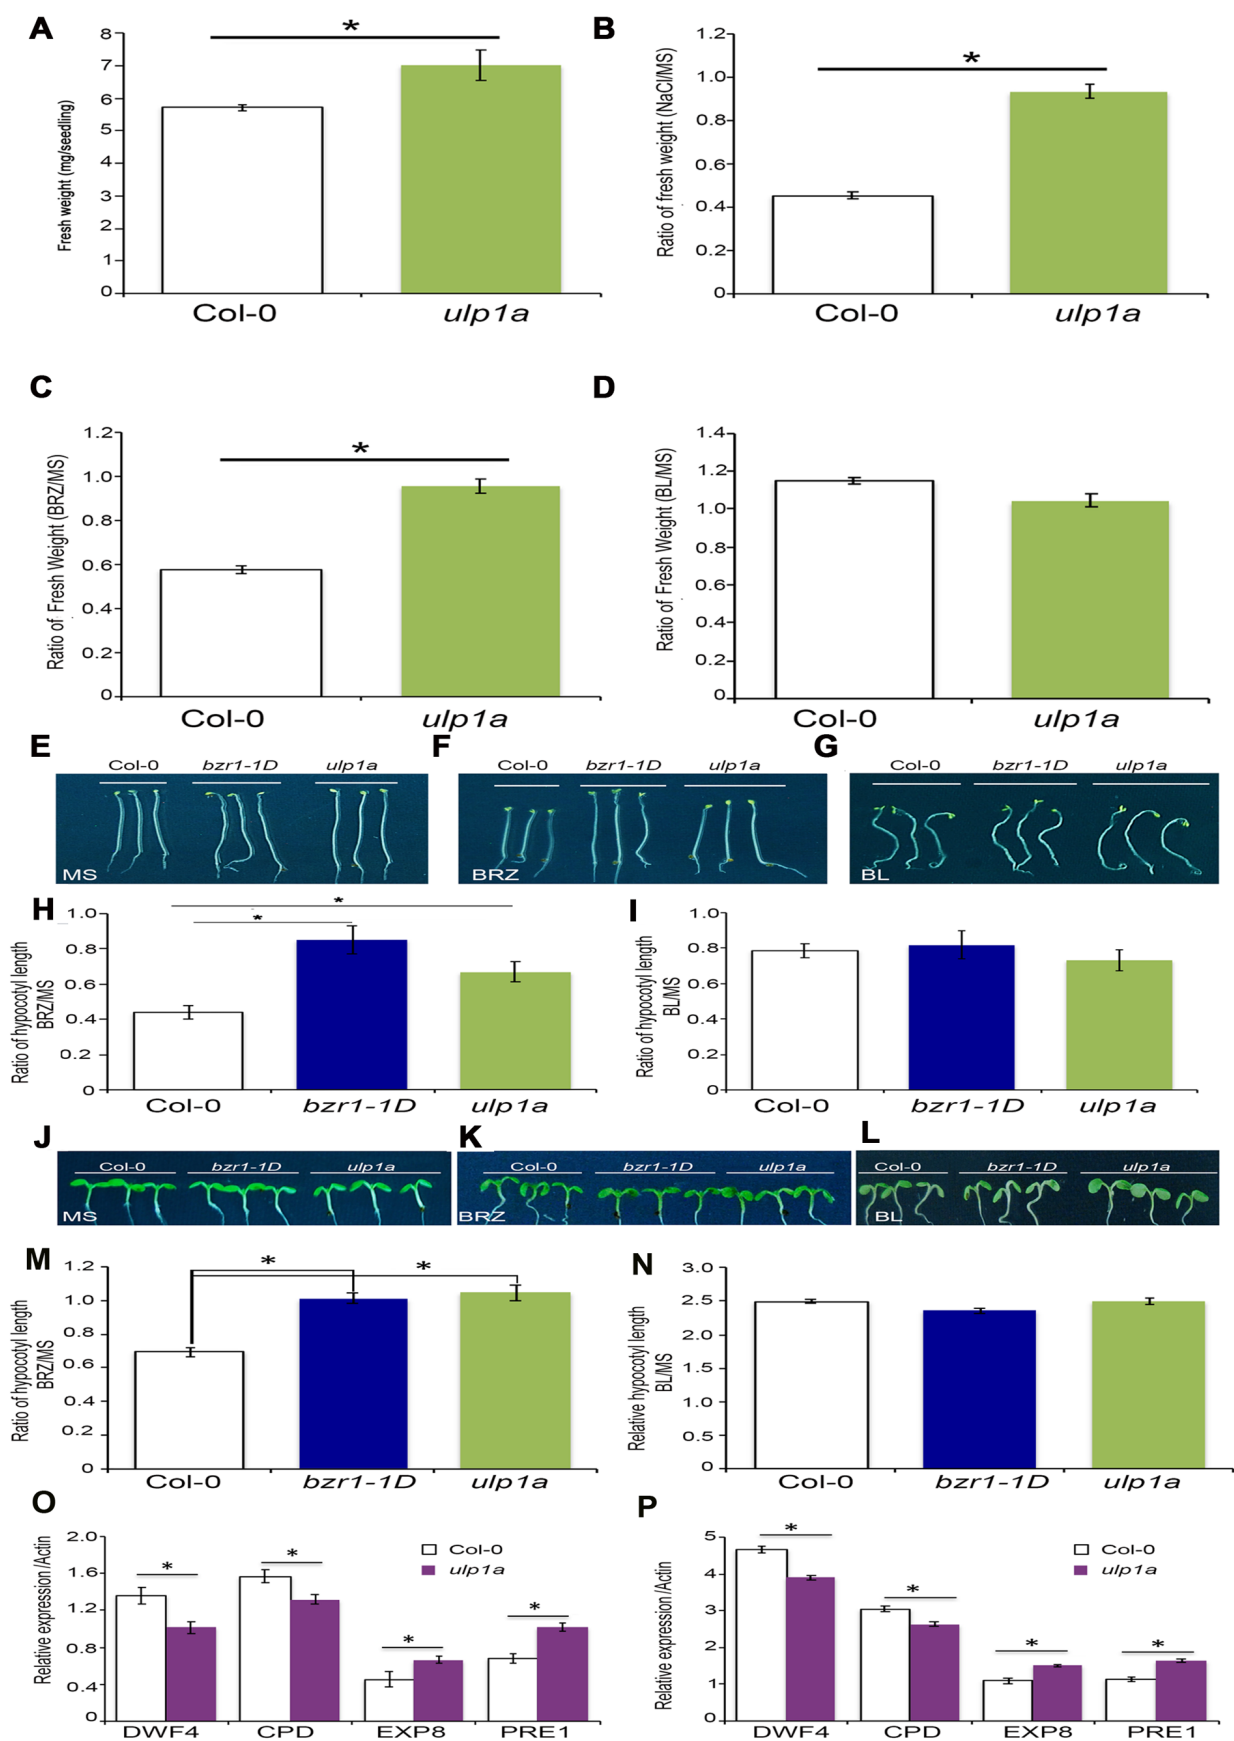 A
*
8
7
6
5
4
3
2
1
0
Fresh weight (mg/seedling)
Col-0
ulp1a
B
*
1.2
1.0
0.8
0.6
0.4
0.2
0
Ratio of fresh weight (NaCl/MS)
Col-0
ulp1a
C
*
1.2
1.0
0.8
0.6
0.4
0.2
0
Ratio of Fresh Weight (BRZ/MS)
Col-0
ulp1a
D
1.4
1.2
1.0
0.8
0.6
0.4
0.2
0
Ratio of Fresh Weight (BL/MS)
Col-0
ulp1a
E
Col-0 bzr1-1D ulp1a
MS
F
Col-0 bzr1-1D ulp1a
BRZ
G
Col-0 bzr1-1D ulp1a
BL
H
*
*
1.0
0.8
0.6
0.4
0.2
0
Ratio of hypocotyl length
BRZ/MS
Col-0 bzr1-1D ulp1a
I
1.0
0.8
0.6
0.4
0.2
0
Ratio of hypocotyl length
BL/MS
Col-0 bzr1-1D ulp1a
J
Col-0 bzr1-1D ulp1a
MS
K
Col-0 bzr1-1D ulp1a
BRZ
L
Col-0 bzr1-1D ulp1a
BL
M
* *
1.2
1.0
0.8
0.6
0.4
0.2
0
Ratio of hypocotyl length
BRZ/MS
Col-0 bzr1-1D ulp1a
N
3.0
2.5
2.0
1.5
1.0
0.5
0
Relative hypocotyl length
BL/MS
Col-0 bzr1-1D ulp1a
O
2.0
1.6
1.2
0.8
0.4
0
Relative expression/Actin
Col-0
ulp1a
* * * *
DWF4 CPD EXP8 PRE1
P
5
4
3
2
1
0
Relative expression/Actin
Col-0
ulp1a
* * * *
DWF4 CPD EXP8 PRE1